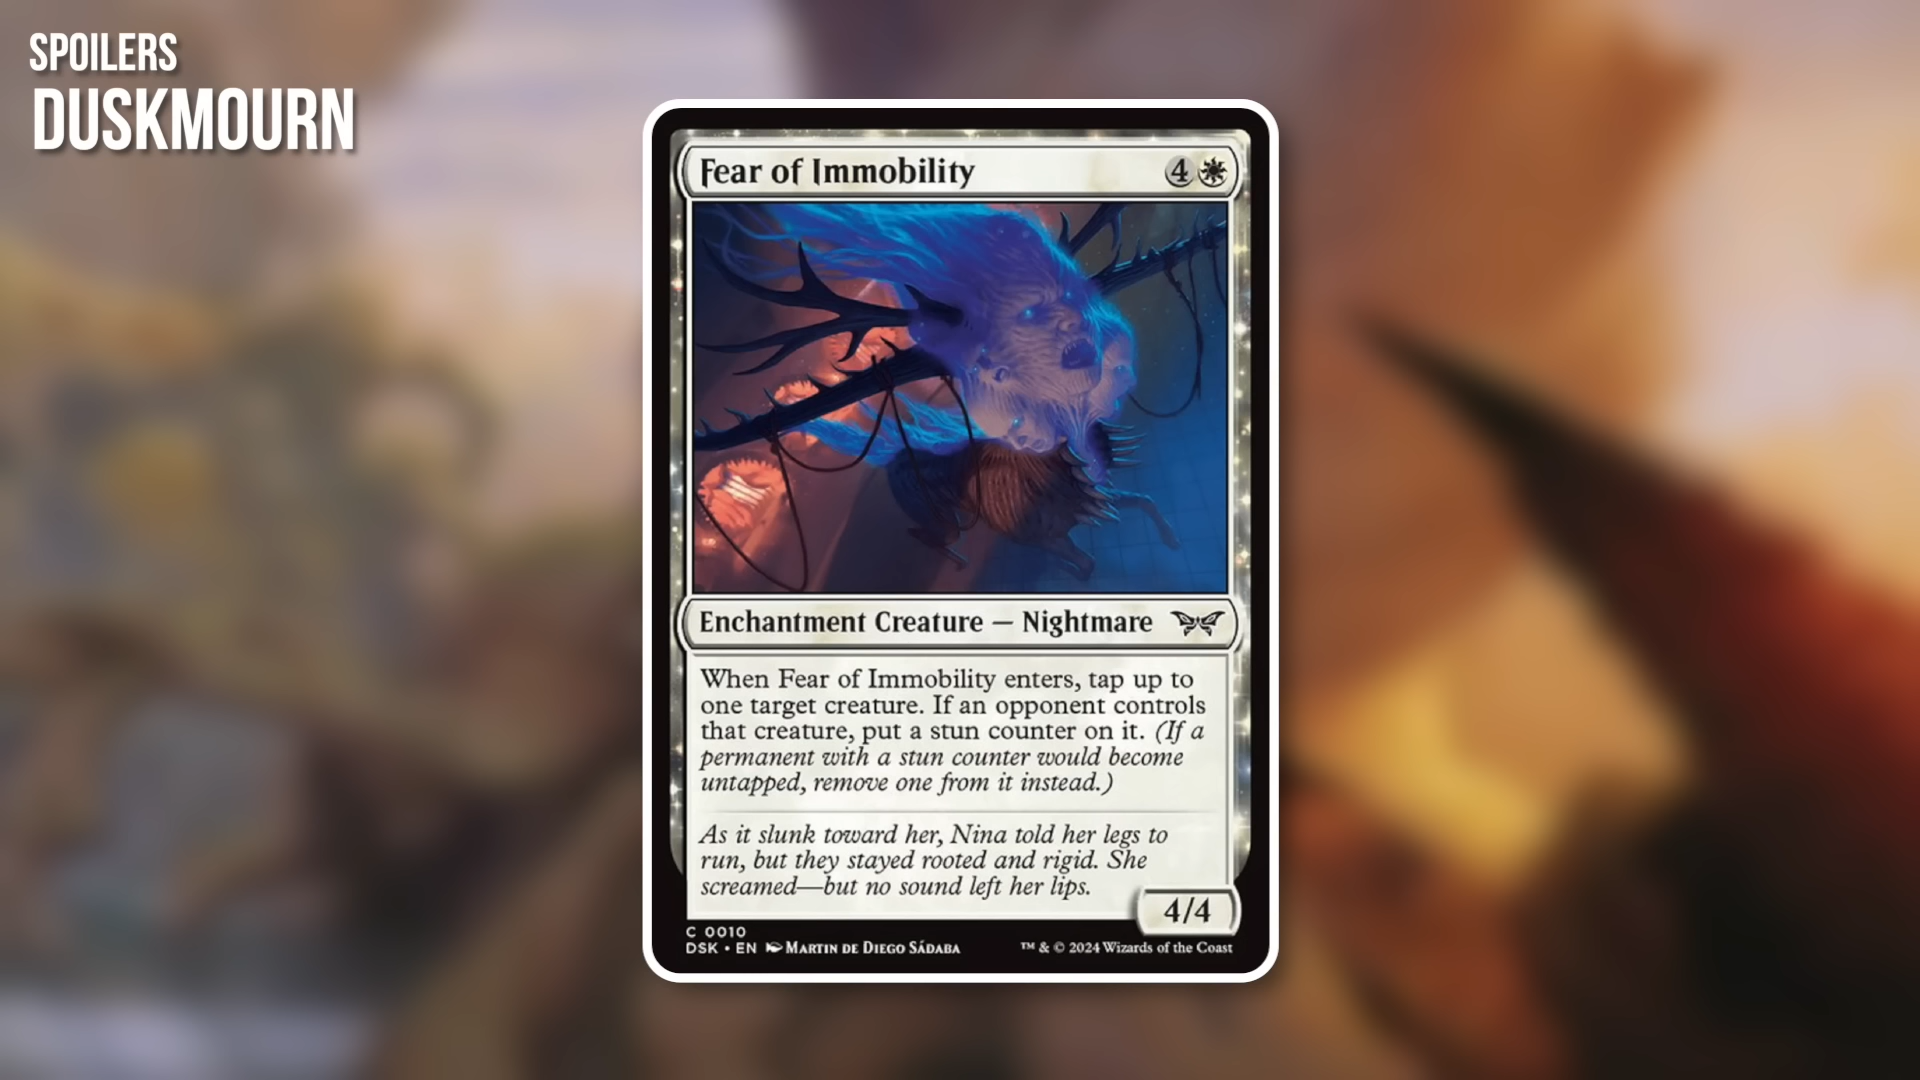 SPOILERS
DUSKMOURN
Fear of Immobility
4
Enchantment Creature — Nightmare
When Fear of Immobility enters, tap up to
one target creature. If an opponent controls
that creature, put a stun counter on it. (If a
permanent with a stun counter would become
untapped, remove one from it instead.)
As it slunk toward her, Nina told her legs to
run, but they stayed rooted and rigid. She
screamed—but no sound left her lips.
4/4
C 0010
DSK • EN MARTIN DE DIEGO SÁDABA
™ & © 2024 Wizards of the Coast